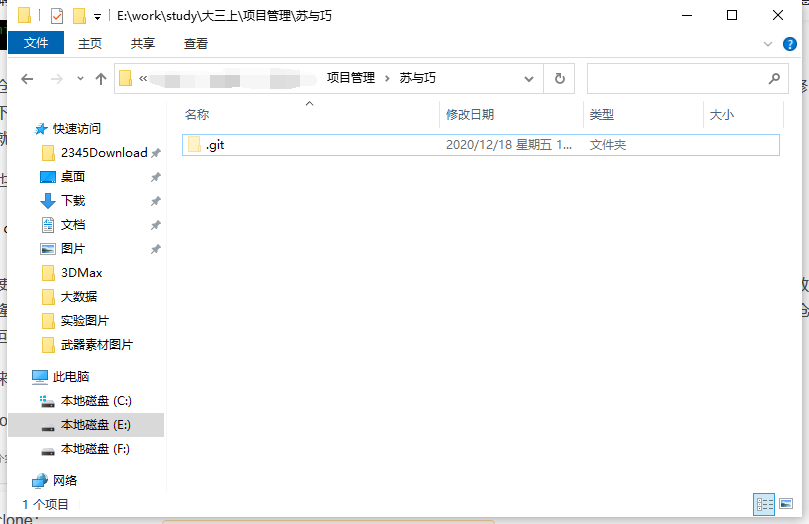 E:\work\study\大三上\项目管理\苏与巧
文件 主页 共享 查看
« 项目管理 › 苏与巧
名称 修改日期 类型 大小
快速访问
.git 2020/12/18 星期五 1... 文件夹
2345Download
桌面
下载
文档
图片
3DMax
大数据
实验图片
武器素材图片
此电脑
本地磁盘 (C:)
本地磁盘 (E:)
本地磁盘 (F:)
网络
1 个项目
clone: